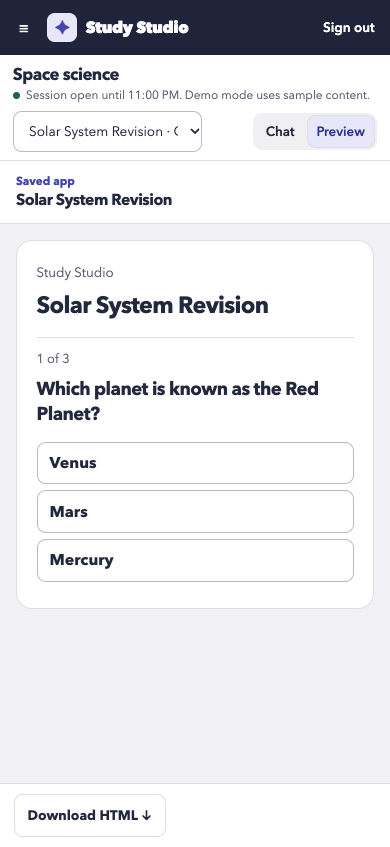 Study Studio
Sign out
Space science
Session open until 11:00 PM. Demo mode uses sample content.
Solar System Revision ·
Chat
Preview
Saved app
Solar System Revision
Study Studio
Solar System Revision
1 of 3
Which planet is known as the Red
Planet?
Venus
Mars
Mercury
Download HTML ↓